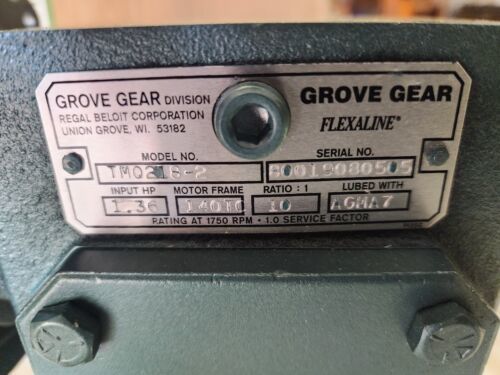 GROVE GEAR DIVISION
REGAL BELOIT CORPORATION
UNION GROVE, WI. 53182
GROVE GEAR
FLEXALINE®
MODEL NO. SERIAL NO.
TMQ218-2
INPUT HP MOTOR FRAME RATIO : 1 LUBED WITH
1.36 140TC 10 AGMA7
RATING AT 1750 RPM • 1.0 SERVICE FACTOR